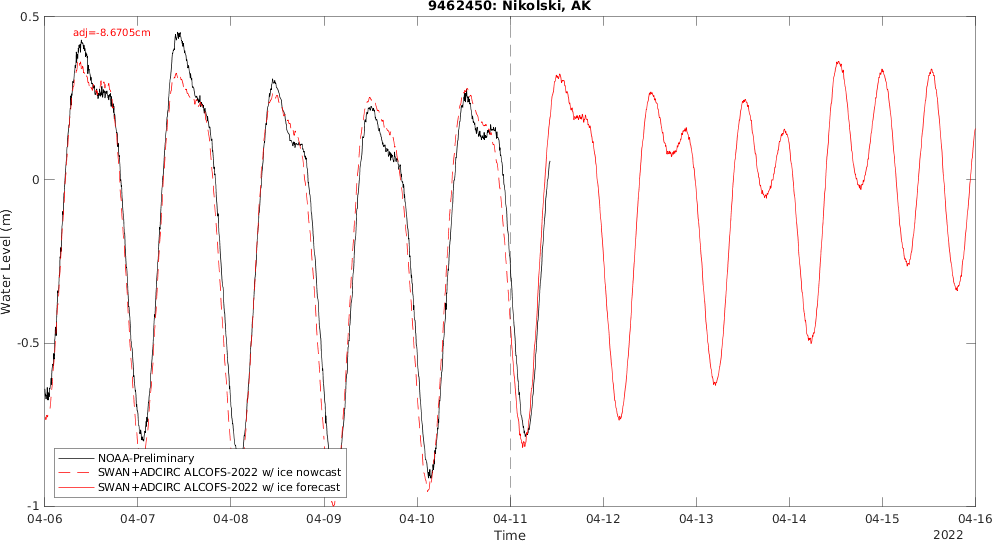 9462450: Nikolski, AK
adj=-8.6705cm
0.5
0
-0.5
-1
Water Level (m)
NOAA-Preliminary
SWAN+ADCIRC ALCOFS-2022 w/ ice nowcast
SWAN+ADCIRC ALCOFS-2022 w/ ice forecast
04-06 04-07 04-08 04-09 04-10 04-11 04-12 04-13 04-14 04-15 04-16
Time
2022